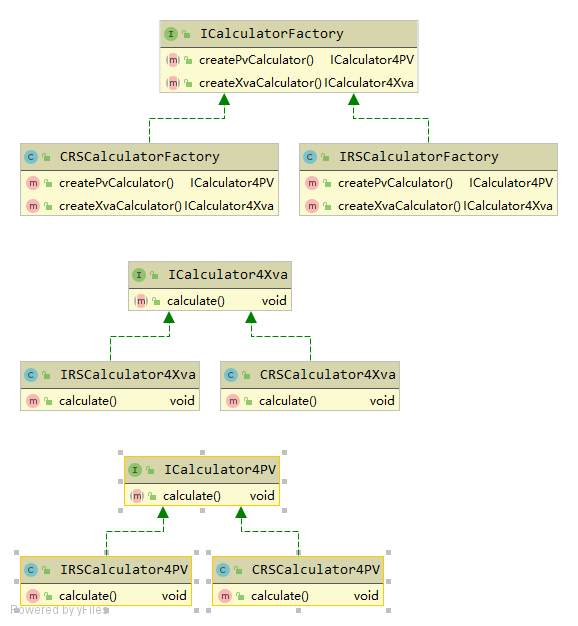 I ICalculatorFactory
m createPvCalculator() ICalculator4PV
m createXvaCalculator() ICalculator4Xva
C CRSCalculatorFactory
m createPvCalculator() ICalculator4PV
m createXvaCalculator() ICalculator4Xva
C IRSCalculatorFactory
m createPvCalculator() ICalculator4PV
m createXvaCalculator() ICalculator4Xva
I ICalculator4Xva
m calculate() void
C IRSCalculator4Xva
m calculate() void
C CRSCalculator4Xva
m calculate() void
I ICalculator4PV
m calculate() void
C IRSCalculator4PV
m calculate() void
C CRSCalculator4PV
m calculate() void
Powered by yFiles